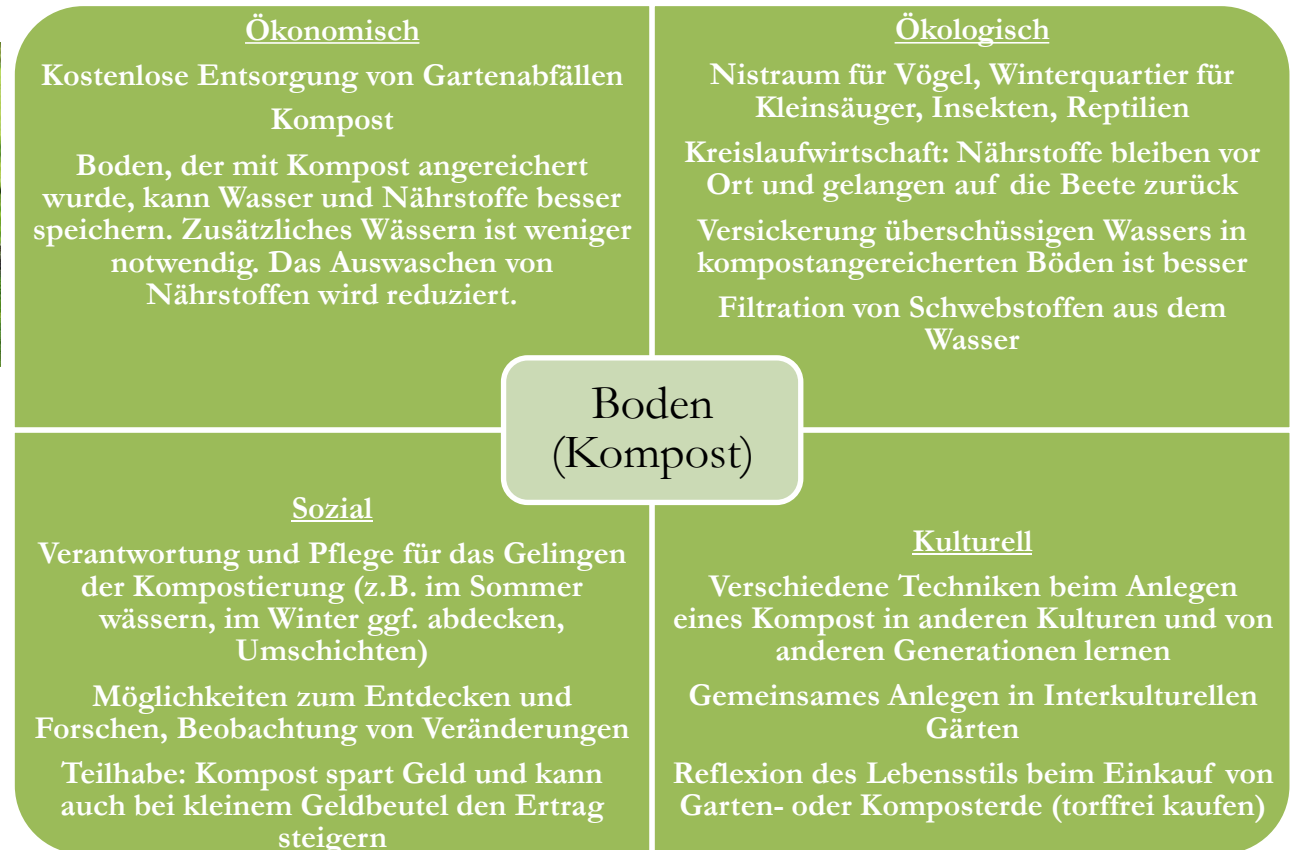 Ökonomisch
Kostenlose Entsorgung von Gartenabfällen
Kompost
Boden, der mit Kompost angereichert
wurde, kann Wasser und Nährstoffe besser
speichern. Zusätzliches Wässern ist weniger
notwendig. Das Auswaschen von
Nährstoffen wird reduziert.
Ökologisch
Nistraum für Vögel, Winterquartier für
Kleinsäuger, Insekten, Reptilien
Kreislaufwirtschaft: Nährstoffe bleiben vor
Ort und gelangen auf die Beete zurück
Versickerung überschüssigen Wassers in
kompostangereicherten Böden ist besser
Filtration von Schwebstoffen aus dem
Wasser
Boden
(Kompost)
Sozial
Verantwortung und Pflege für das Gelingen
der Kompostierung (z.B. im Sommer
wässern, im Winter ggf. abdecken,
Umschichten)
Möglichkeiten zum Entdecken und
Forschen, Beobachtung von Veränderungen
Teilhabe: Kompost spart Geld und kann
auch bei kleinem Geldbeutel den Ertrag
steigern
Kulturell
Verschiedene Techniken beim Anlegen
eines Kompost in anderen Kulturen und von
anderen Generationen lernen
Gemeinsames Anlegen in Interkulturellen
Gärten
Reflexion des Lebensstils beim Einkauf von
Garten- oder Komposterde (torffrei kaufen)